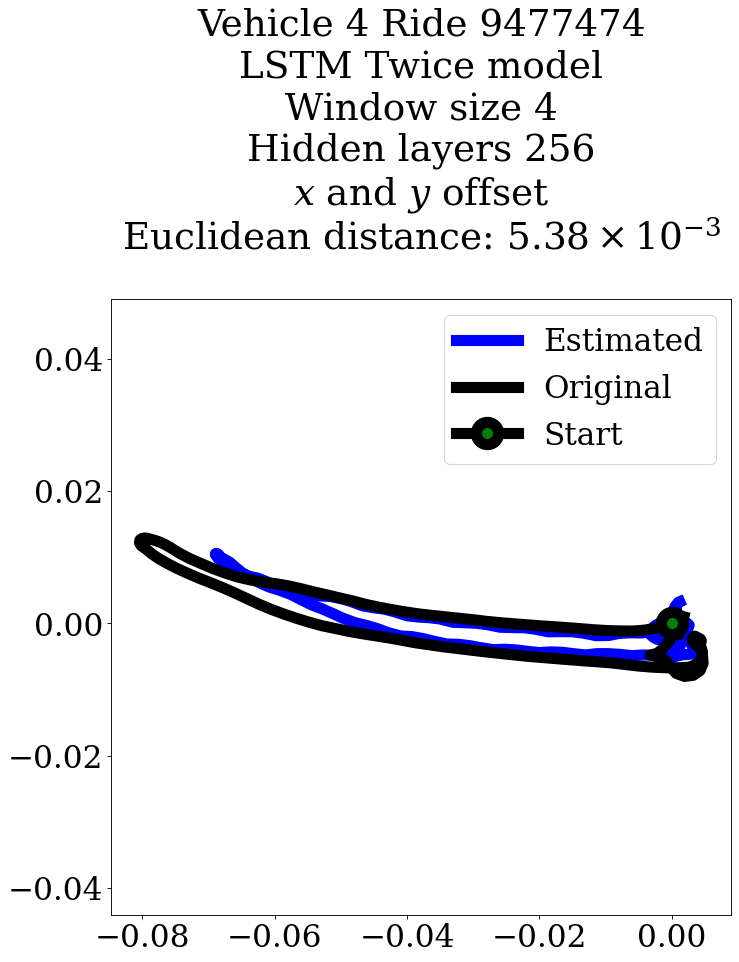 Vehicle 4 Ride 9477474
LSTM Twice model
Window size 4
Hidden layers 256
x and y offset
Euclidean distance: 5.38 × 10⁻³
Estimated
Original
Start
0.04
0.02
0.00
−0.02
−0.04
−0.08 −0.06 −0.04 −0.02 0.00